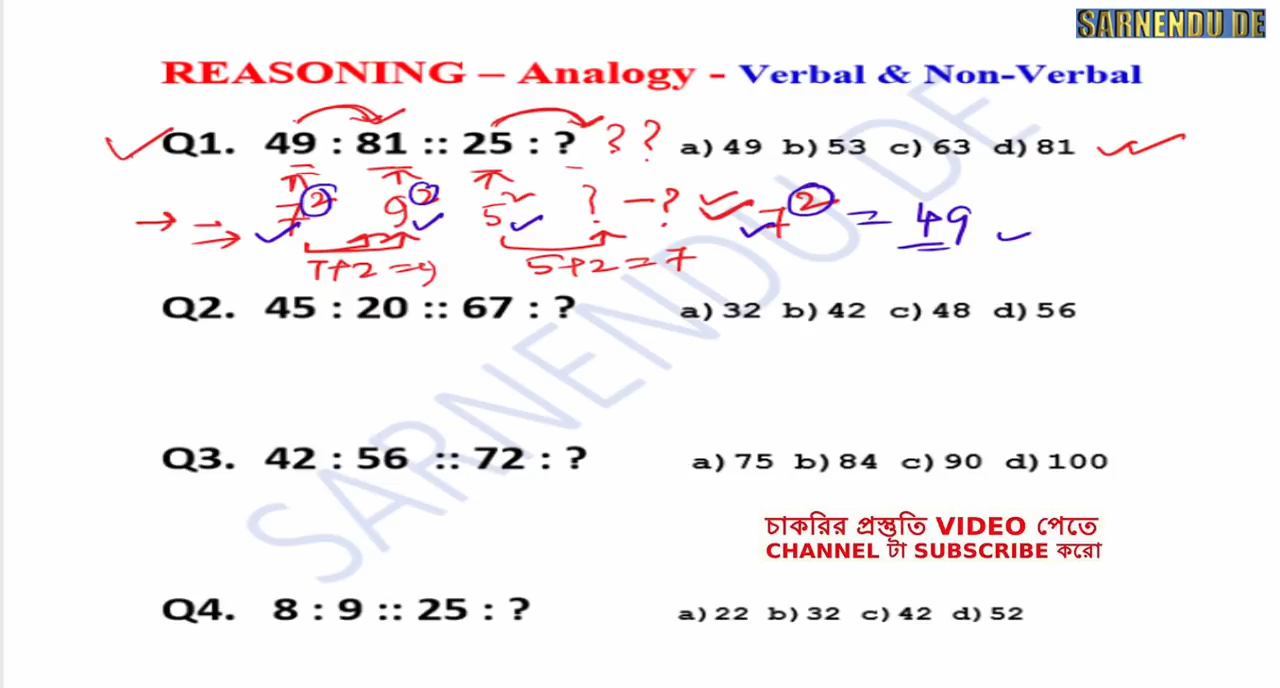 SARNENDU DE
REASONING – Analogy - Verbal & Non-Verbal
Q1. 49 : 81 :: 25 : ? ?? a) 49 b) 53 c) 63 d) 81
7² 9² 5² ? – ? 7² = 49
7+2=9 5+2=7
Q2. 45 : 20 :: 67 : ? a) 32 b) 42 c) 48 d) 56
Q3. 42 : 56 :: 72 : ? a) 75 b) 84 c) 90 d) 100
চাকরির প্রস্তুতি VIDEO পেতে
CHANNEL টা SUBSCRIBE করো
Q4. 8 : 9 :: 25 : ? a) 22 b) 32 c) 42 d) 52
SARNENDU DE